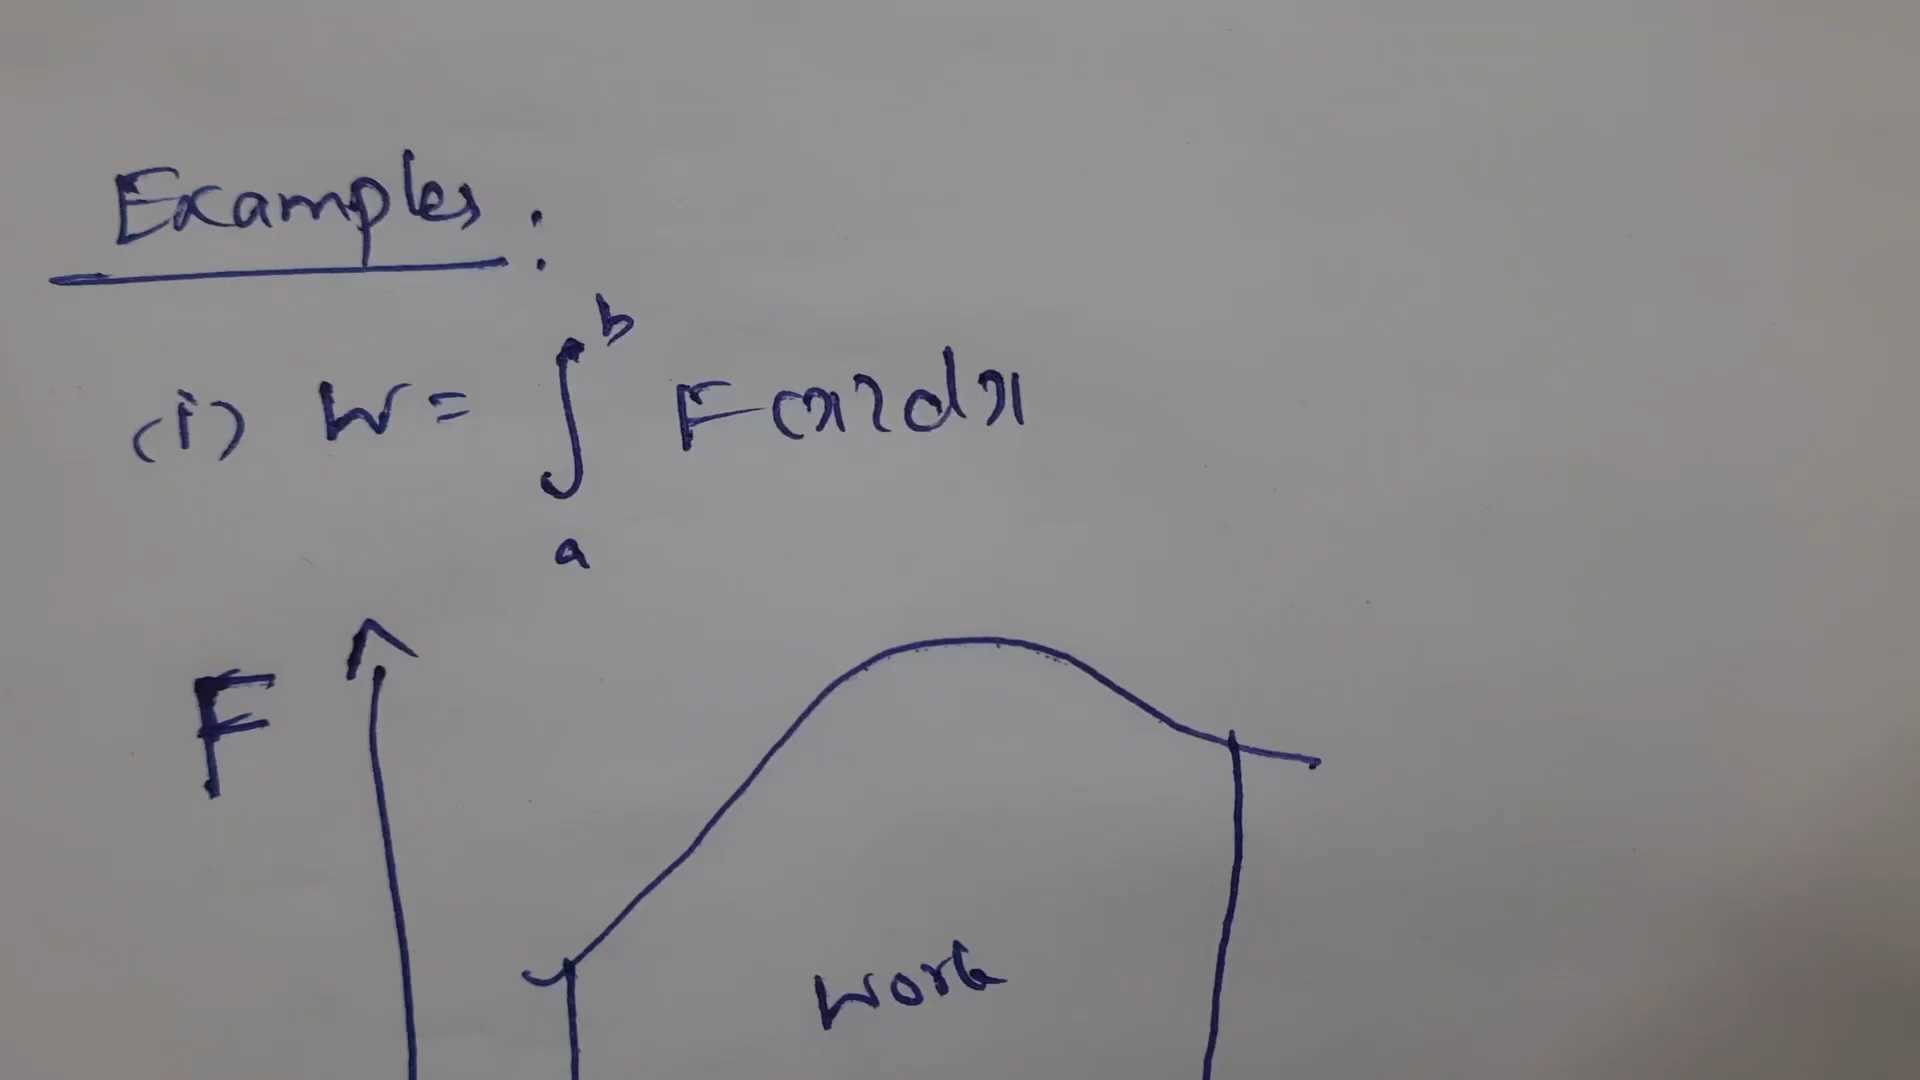 Examples:
(i) W = ∫ₐᵇ F(x)dx
F
work